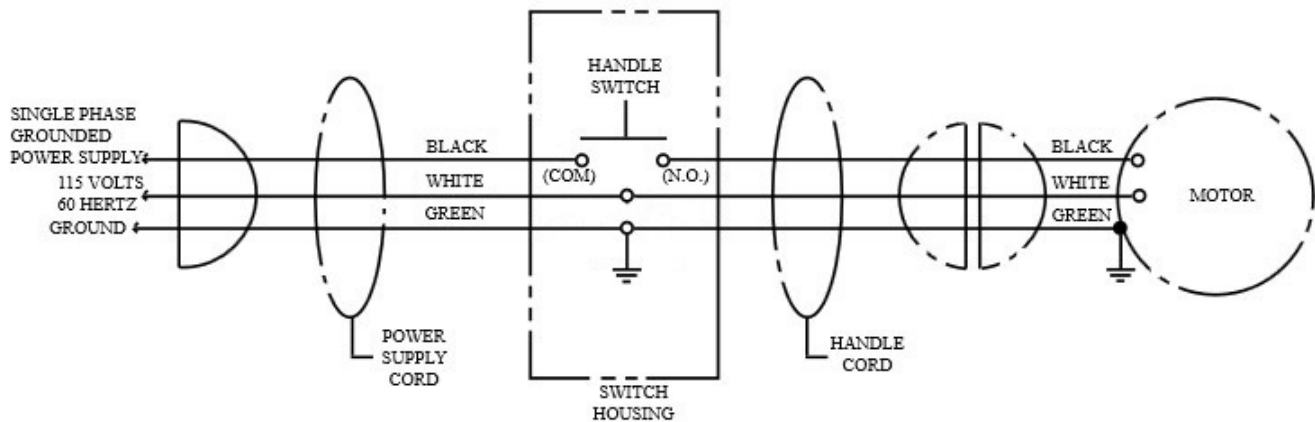 SINGLE PHASE
GROUNDED
POWER SUPPLY
115 VOLTS
60 HERTZ
GROUND
POWER
SUPPLY
CORD
BLACK
WHITE
GREEN
HANDLE
SWITCH
(COM)
(N.O.)
SWITCH
HOUSING
HANDLE
CORD
BLACK
WHITE
GREEN
MOTOR